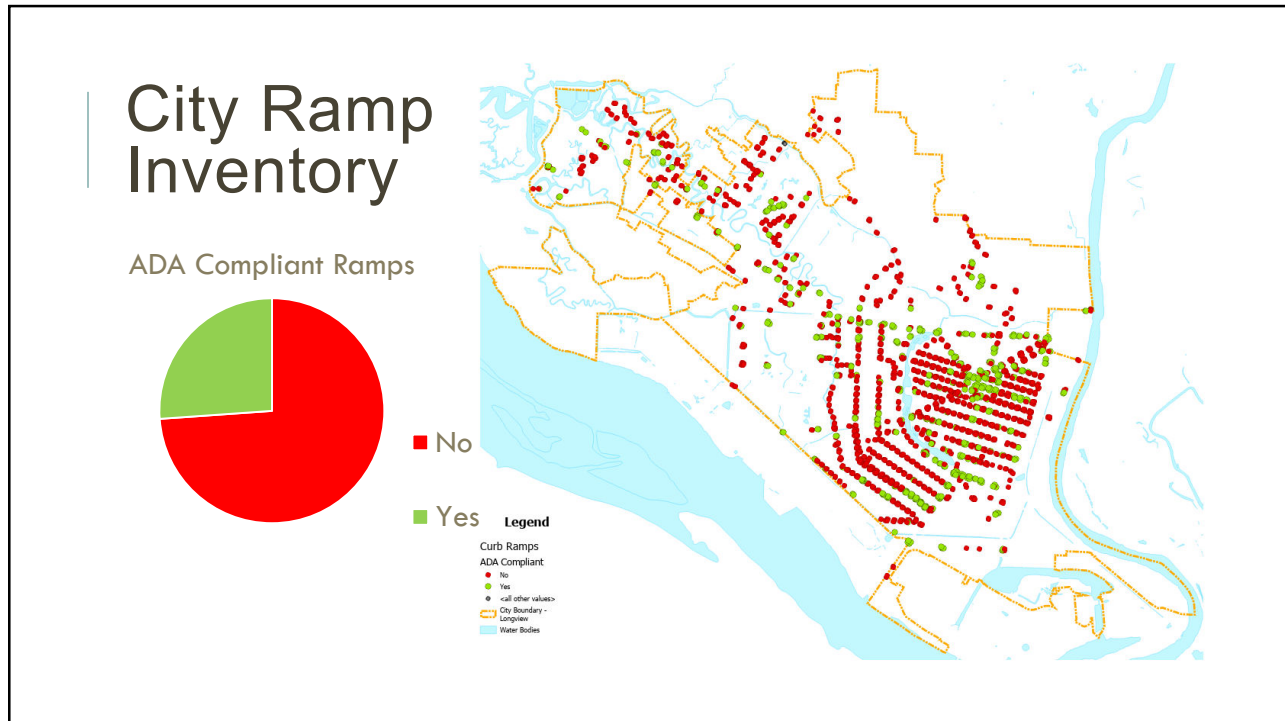 City Ramp
Inventory
ADA Compliant Ramps
No
Yes
Legend
Curb Ramps
ADA Compliant
No
Yes
<all other values>
City Boundary -
Longview
Water Bodies